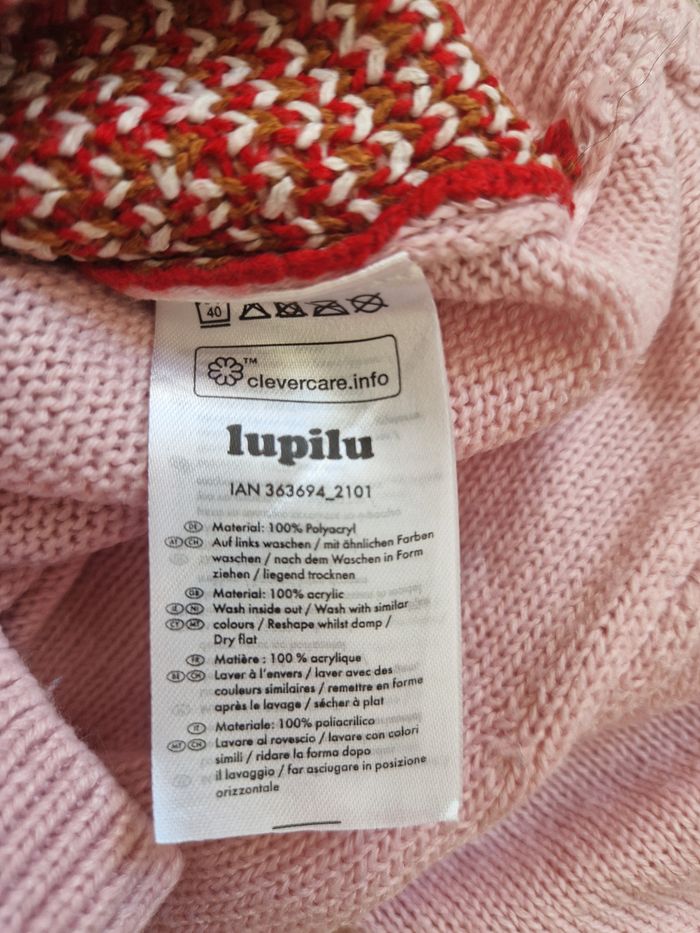 40
™
clevercare.info
lupilu
IAN 363694_2101
DE Material: 100% Polyacryl
AT CH Auf links waschen / mit ähnlichen Farben
waschen / nach dem Waschen in Form
ziehen / liegend trocknen
GB Material: 100% acrylic
IE NI Wash inside out / Wash with similar
CY MT colours / Reshape whilst damp /
Dry flat
FR Matière : 100 % acrylique
BE CH Laver à l'envers / laver avec des
couleurs similaires / remettre en forme
après le lavage / sécher à plat
IT Materiale: 100% poliacrilico
MT CH Lavare al rovescio / lavare con colori
simili / ridare la forma dopo
il lavaggio / far asciugare in posizione
orizzontale